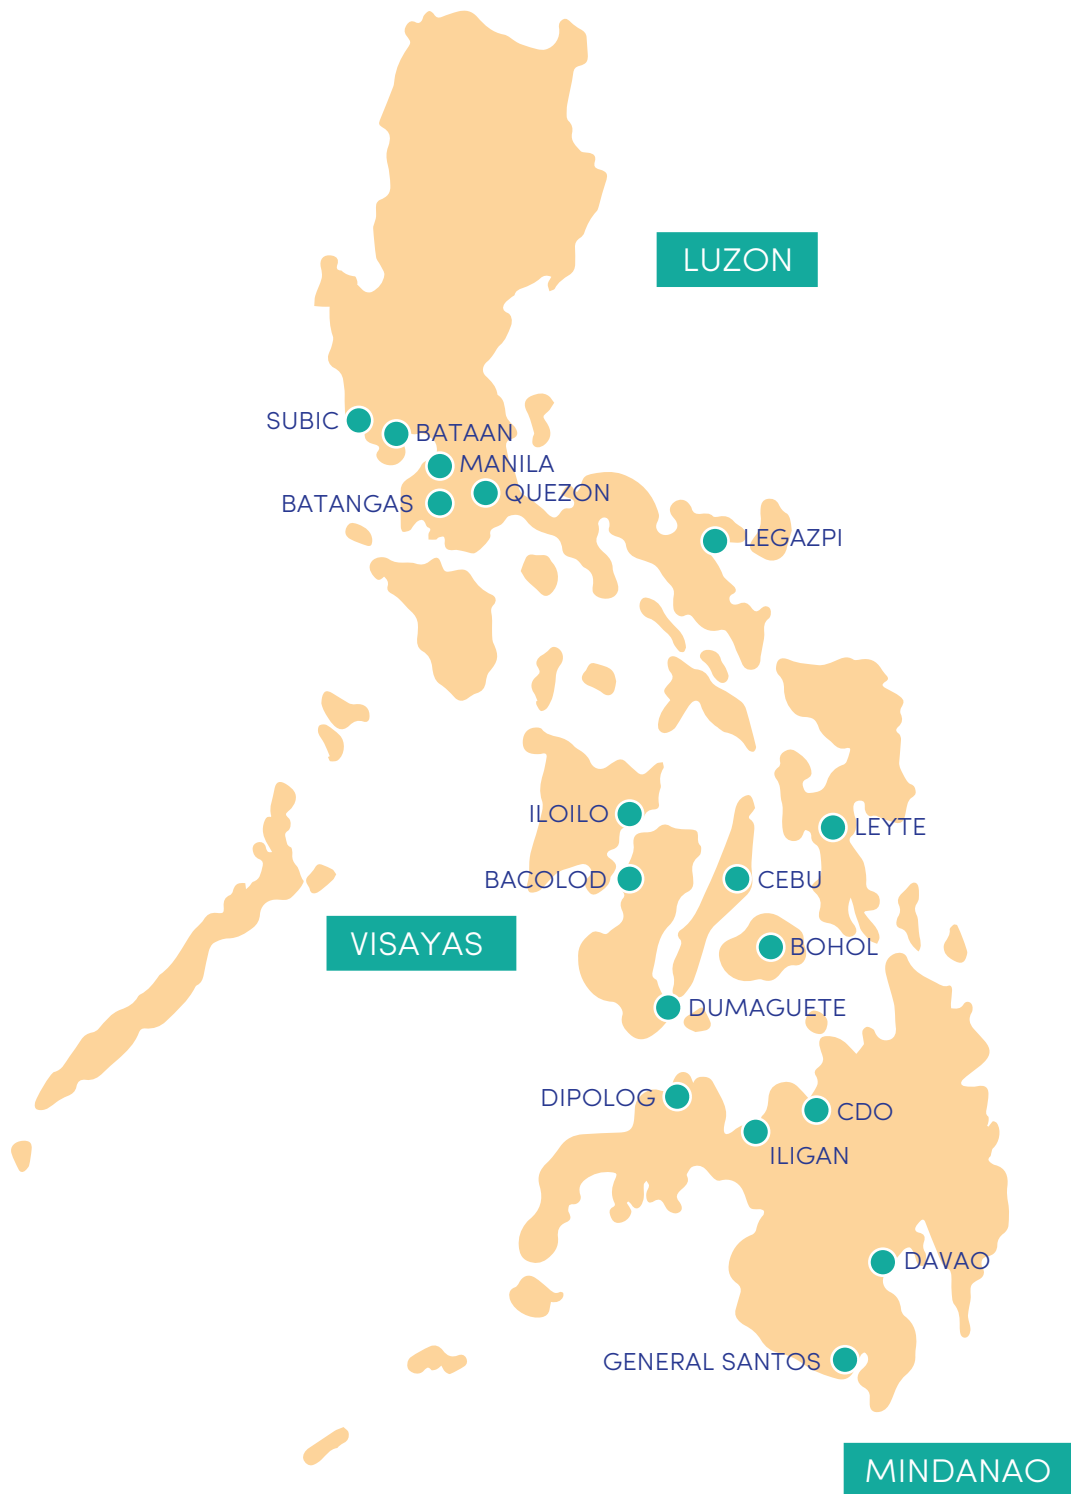 LUZON
SUBIC
BATAAN
MANILA
QUEZON
BATANGAS
LEGAZPI
ILOILO
LEYTE
BACOLOD
CEBU
VISAYAS
BOHOL
DUMAGUETE
DIPOLOG
CDO
ILIGAN
DAVAO
GENERAL SANTOS
MINDANAO